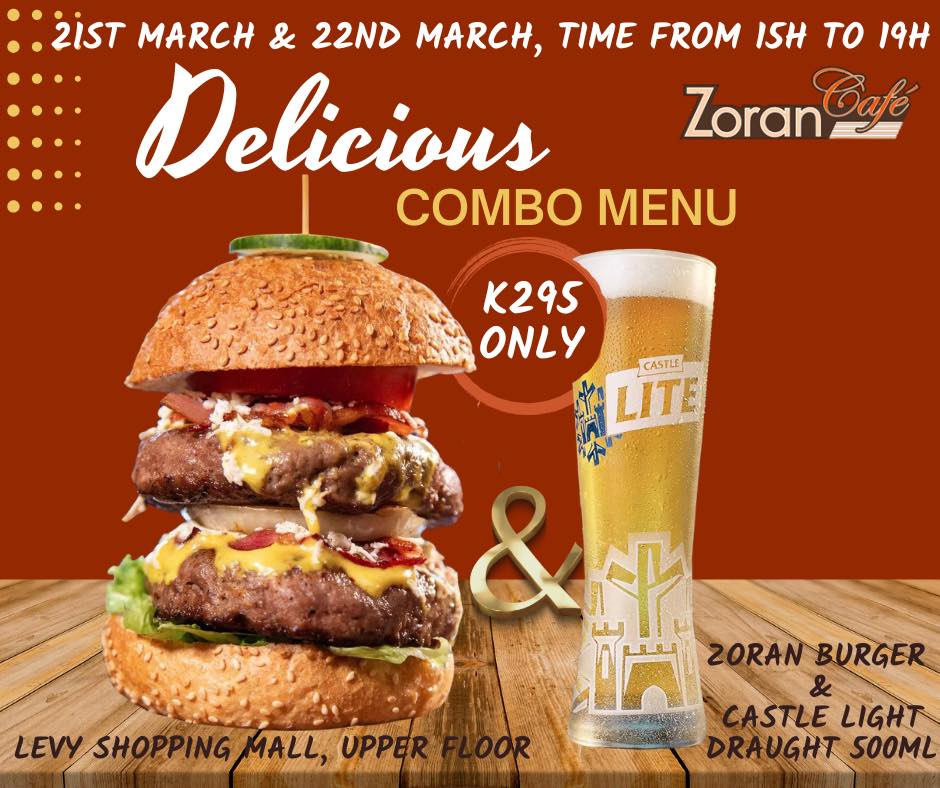 21ST MARCH & 22ND MARCH, TIME FROM 15H TO 19H
Delicious
Zoran Café
COMBO MENU
K295
ONLY
CASTLE
LITE
&
ZORAN BURGER
&
CASTLE LIGHT
DRAUGHT 500ML
LEVY SHOPPING MALL, UPPER FLOOR